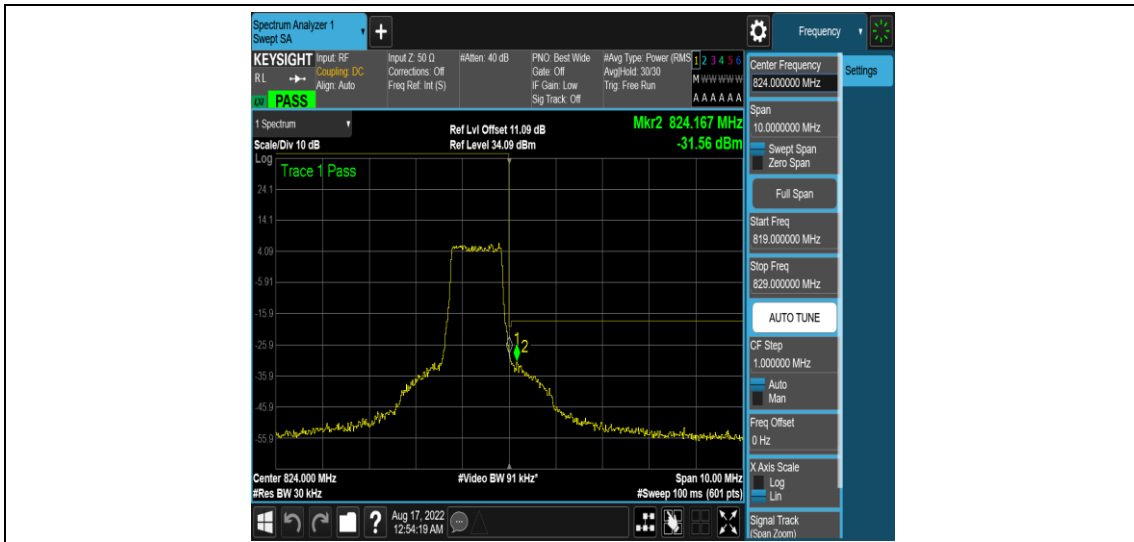 Spectrum Analyzer 1
Swept SA
+
Frequency
KEYSIGHT
RL
PASS
Input: RF
Coupling: DC
Align: Auto
Input Z: 50 Ω
Corrections: Off
Freq Ref: Int (S)
#Atten: 40 dB
PNO: Best Wide
Gate: Off
IF Gain: Low
Sig Track: Off
#Avg Type: Power (RMS
Avg|Hold: 30/30
Trig: Free Run
1 2 3 4 5 6
M W W W W W
A A A A A A
1 Spectrum
Scale/Div 10 dB
Ref Lvl Offset 11.09 dB
Ref Level 34.09 dBm
Mkr2 824.167 MHz
-31.56 dBm
Log
Trace 1 Pass
24.1
14.1
4.09
-5.91
-15.9
-25.9
-35.9
-45.9
-55.9
1
2
Center 824.000 MHz
#Res BW 30 kHz
#Video BW 91 kHz*
Span 10.00 MHz
#Sweep 100 ms (601 pts)
Center Frequency
824.000000 MHz
Settings
Span
10.0000000 MHz
Swept Span
Zero Span
Full Span
Start Freq
819.000000 MHz
Stop Freq
829.000000 MHz
AUTO TUNE
CF Step
1.000000 MHz
Auto
Man
Freq Offset
0 Hz
X Axis Scale
Log
Lin
Signal Track
(Span Zoom)
?
Aug 17, 2022
12:54:19 AM